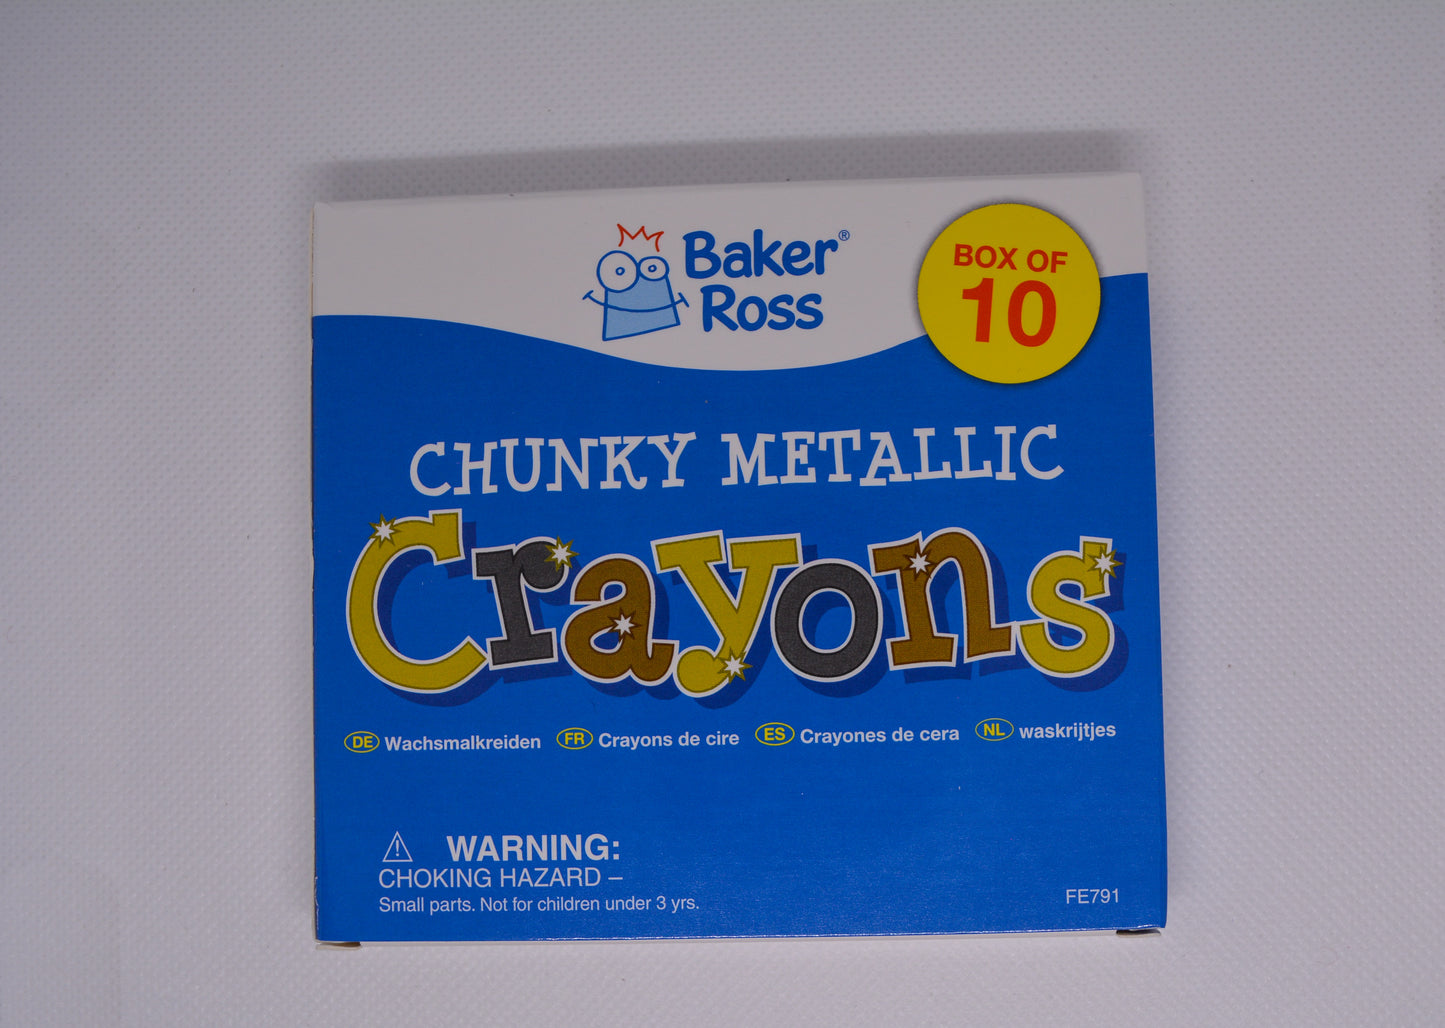 Baker®
Ross
BOX OF
10
CHUNKY METALLIC
Crayons
DE Wachsmalkreiden FR Crayons de cire ES Crayones de cera NL waskrijtjes
WARNING:
CHOKING HAZARD –
Small parts. Not for children under 3 yrs.
FE791